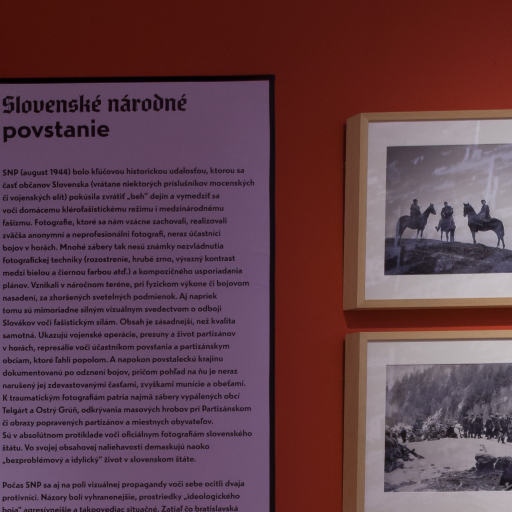 Slovenské národné
povstanie
SNP (august 1944) bolo kľúčovou historickou udalosťou, ktorou sa
časť občanov Slovenska (vrátane niektorých príslušníkov mocenských
či vojenských elít) pokúsila zvrátiť „beh" dejín a vymedziť sa
voči domácemu klérofašistickému režimu i medzinárodnému
fašizmu. Fotografie, ktoré sa nám vzácne zachovali, realizovali
zväčša anonymní a neprofesionálni fotografi, neraz účastníci
bojov v horách. Mnohé zábery tak nesú známky nezvládnutia
fotografickej techniky (rozostrenie, hrubé zrno, výrazný kontrast
medzi bielou a čiernou farbou atď.) a kompozičného usporiadania
plánov. Vznikali v náročnom teréne, pri fyzickom výkone či bojovom
nasadení, za zhoršených svetelných podmienok. Aj napriek
tomu sú mimoriadne silným vizuálnym svedectvom o odboji
Slovákov voči fašistickým silám. Obsah je zásadnejší, než kvalita
samotná. Ukazujú vojenské operácie, presuny a život partizánov
v horách, represálie voči účastníkom povstania a partizánskym
obciam, ktoré ľahli popolom. A napokon povstaleckú krajinu
dokumentovanú po odznení bojov, pričom pohľad na ňu je neraz
narušený jej zdevastovanými časťami, zvyškami munície a obeťami.
K traumatickým fotografiám patria najmä zábery vypálených obcí
Telgárt a Ostrý Grúň, odkrývania masových hrobov pri Partizánskom
či obrazy popravených partizánov a miestnych obyvateľov.
Sú v absolútnom protiklade voči oficiálnym fotografiám slovenského
štátu. Vo svojej obsahovej naliehavosti demaskujú naoko
„bezproblémový a idylický" život v slovenskom štáte.
Počas SNP sa aj na poli vizuálnej propagandy voči sebe ocitli dvaja
protivníci. Názory boli vyhranenejšie, prostriedky „ideologického
boja" agresívnejšie a takpovediac situačné. Zatiaľ čo bratislavská